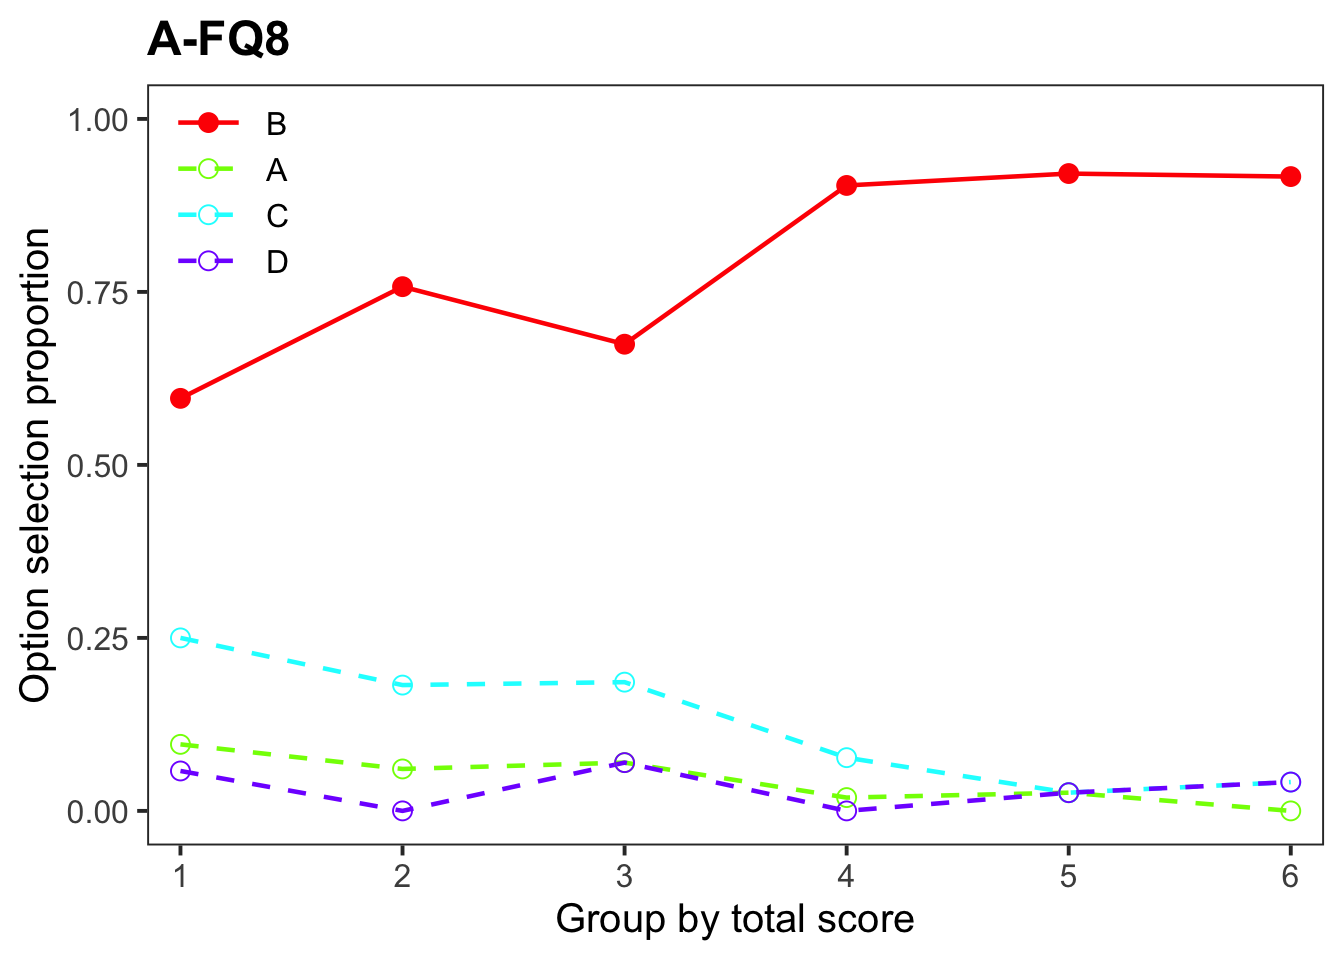 A-FQ8
1.00
0.75
0.50
0.25
0.00
Option selection proportion
B
A
C
D
1 2 3 4 5 6
Group by total score